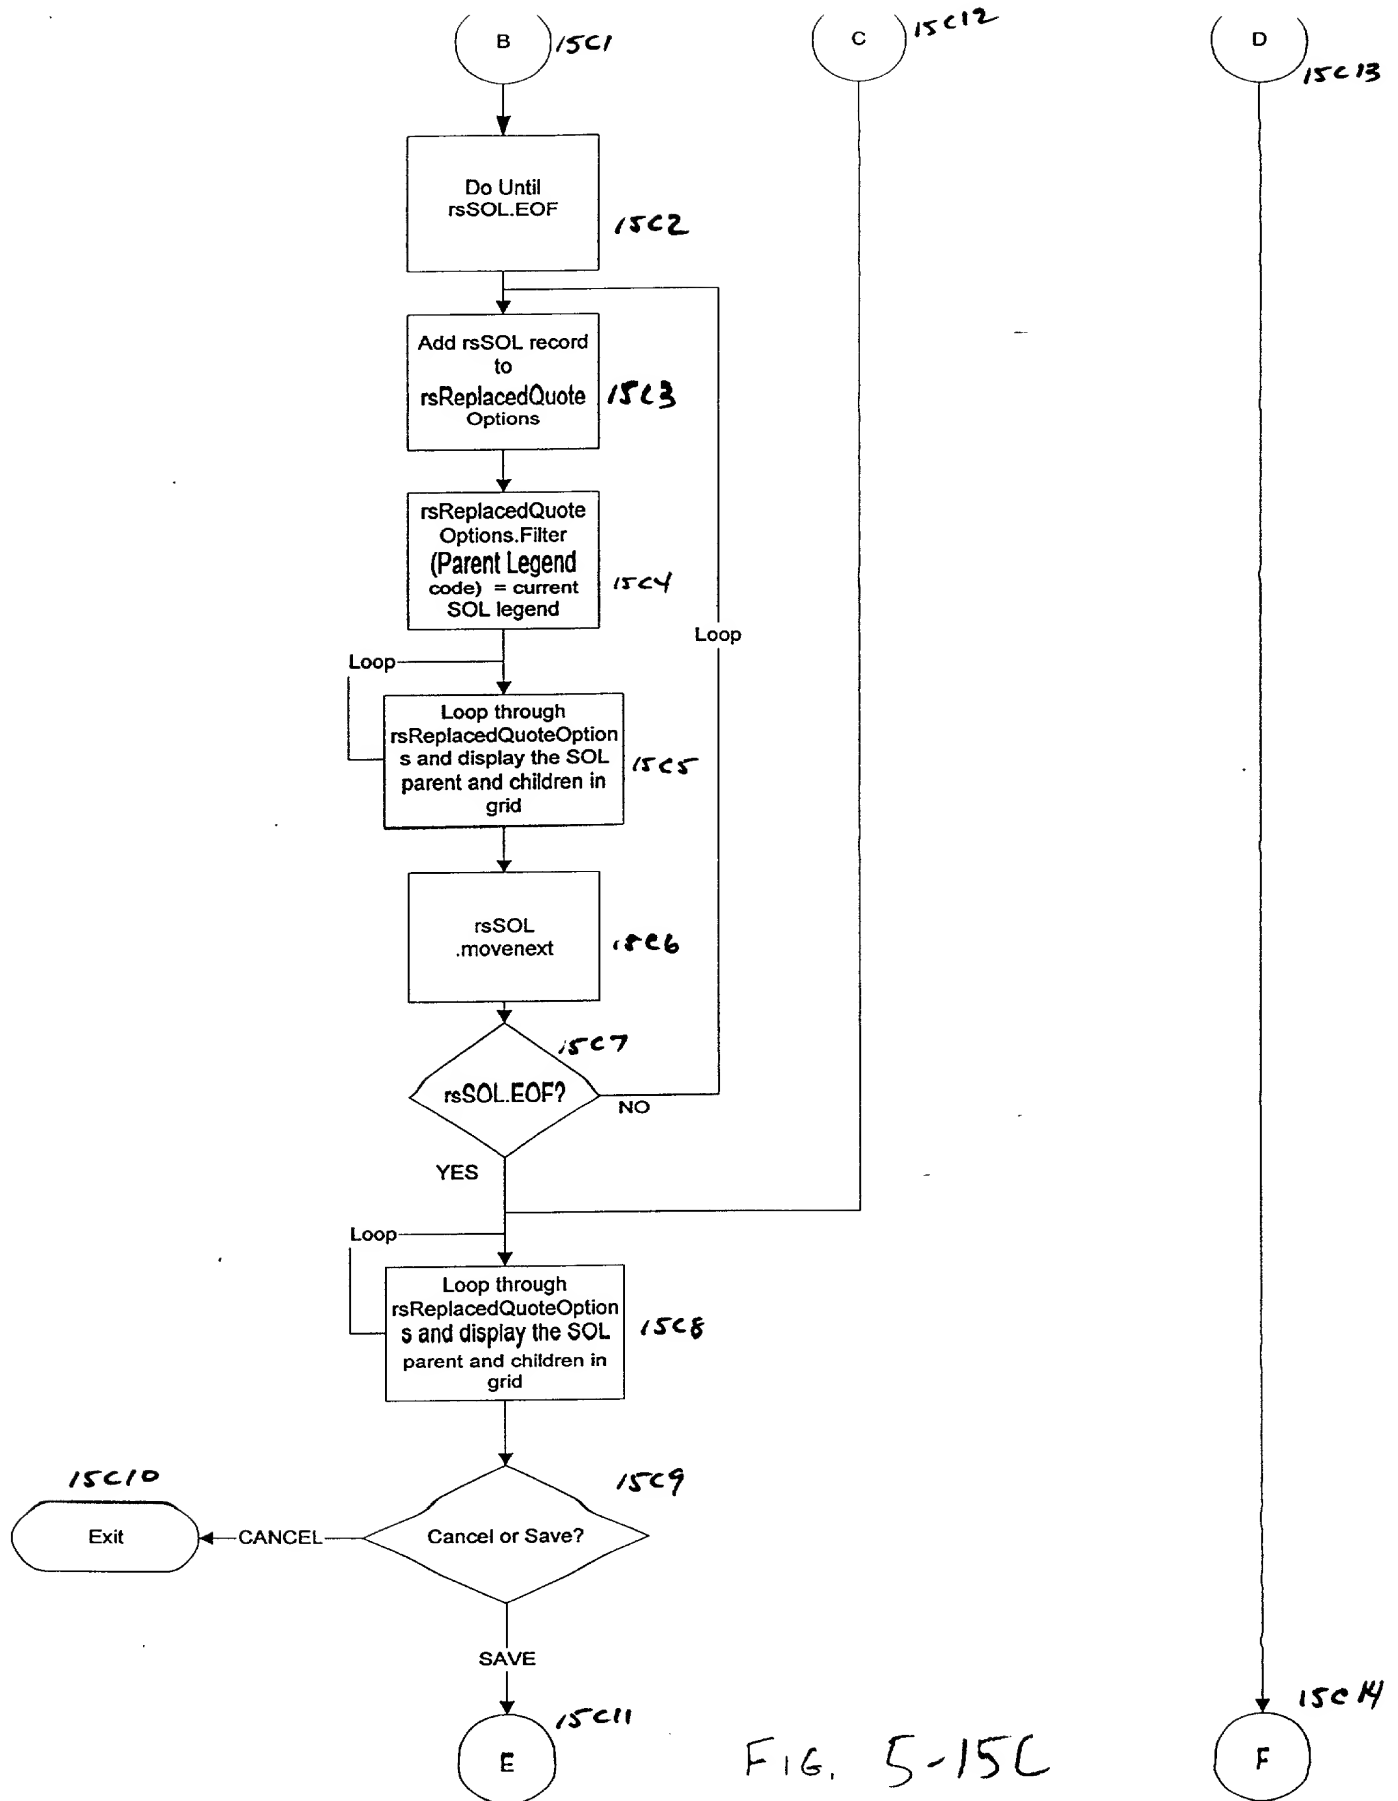 B
15C1
C
15C12
D
15C13
Do Until
rsSOL.EOF
15C2
Add rsSOL record
to
rsReplacedQuote
Options
15C3
rsReplacedQuote
Options.Filter
(Parent Legend
code) = current
SOL legend
15C4
Loop
Loop
Loop through
rsReplacedQuoteOption
s and display the SOL
parent and children in
grid
15C5
rsSOL
.movenext
15C6
15C7
rsSOL.EOF?
NO
YES
Loop
Loop through
rsReplacedQuoteOption
s and display the SOL
parent and children in
grid
15C8
15C10
15C9
Exit
CANCEL
Cancel or Save?
SAVE
15C11
E
15C14
F
FIG. 5-15C